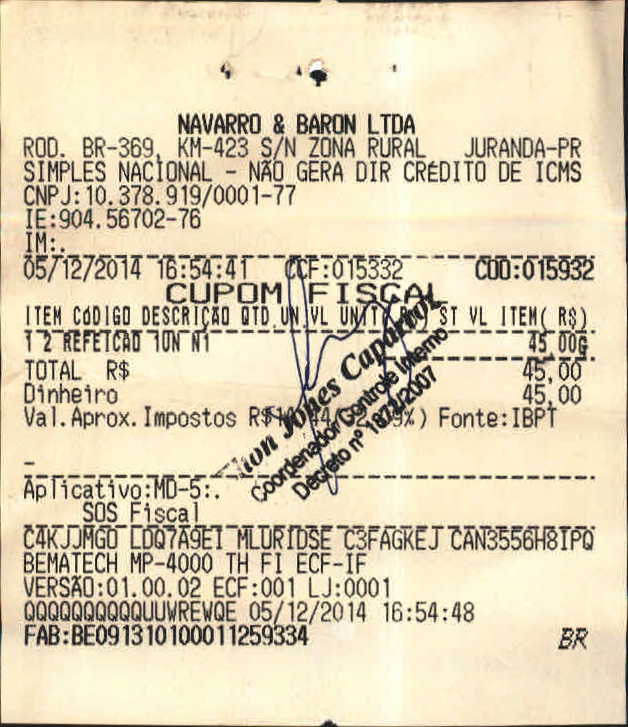 NAVARRO & BARON LTDA
ROD. BR-369, KM-423 S/N ZONA RURAL JURANDA-PR
SIMPLES NACIONAL - NÃO GERA DIR CRÉDITO DE ICMS
CNPJ:10.378.919/0001-77
IE:904.56702-76
IM:.
05/12/2014 16:54:41 CCF:015332 COO:015932
CUPOM FISCAL
ITEM CÓDIGO DESCRIÇÃO QTD.UN.VL UNIT( R$) ST VL ITEM( R$)
1 2 REFEICAO 1UN N1 45,00G
TOTAL R$ 45,00
Dinheiro 45,00
Val.Aprox.Impostos R$ Fonte:IBPT
Jones Caparroz
Coordenador Controle Interno
Decreto nº /2007
-
Aplicativo:MD-5:.
SOS Fiscal
C4KJJMGO LDQ7A9EI MLURIDSE C3FAGKEJ CAN3556H8IPQ
BEMATECH MP-4000 TH FI ECF-IF
VERSÃO:01.00.02 ECF:001 LJ:0001
QQQQQQQQQQUUWREWQE 05/12/2014 16:54:48
FAB:BE091310100011259334 BR